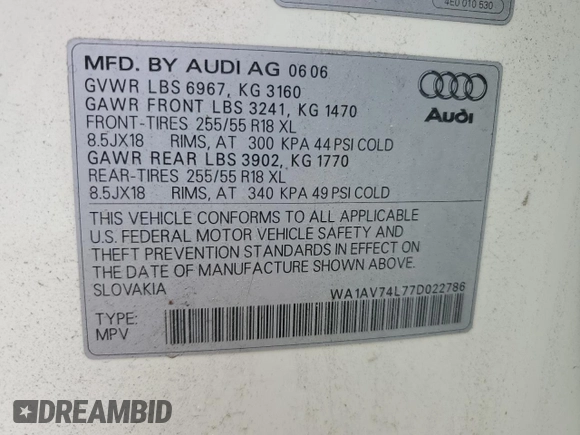 4E0 010 530
MFD. BY AUDI AG 06 06
GVWR LBS 6967, KG 3160
GAWR FRONT LBS 3241, KG 1470
FRONT-TIRES 255/55 R18 XL
8.5JX18 RIMS, AT 300 KPA 44 PSI COLD
GAWR REAR LBS 3902, KG 1770
REAR-TIRES 255/55 R18 XL
8.5JX18 RIMS, AT 340 KPA 49 PSI COLD
Audi
THIS VEHICLE CONFORMS TO ALL APPLICABLE
U.S. FEDERAL MOTOR VEHICLE SAFETY AND
THEFT PREVENTION STANDARDS IN EFFECT ON
THE DATE OF MANUFACTURE SHOWN ABOVE.
SLOVAKIA
WA1AV74L77D022786
TYPE:
MPV
DREAMBID